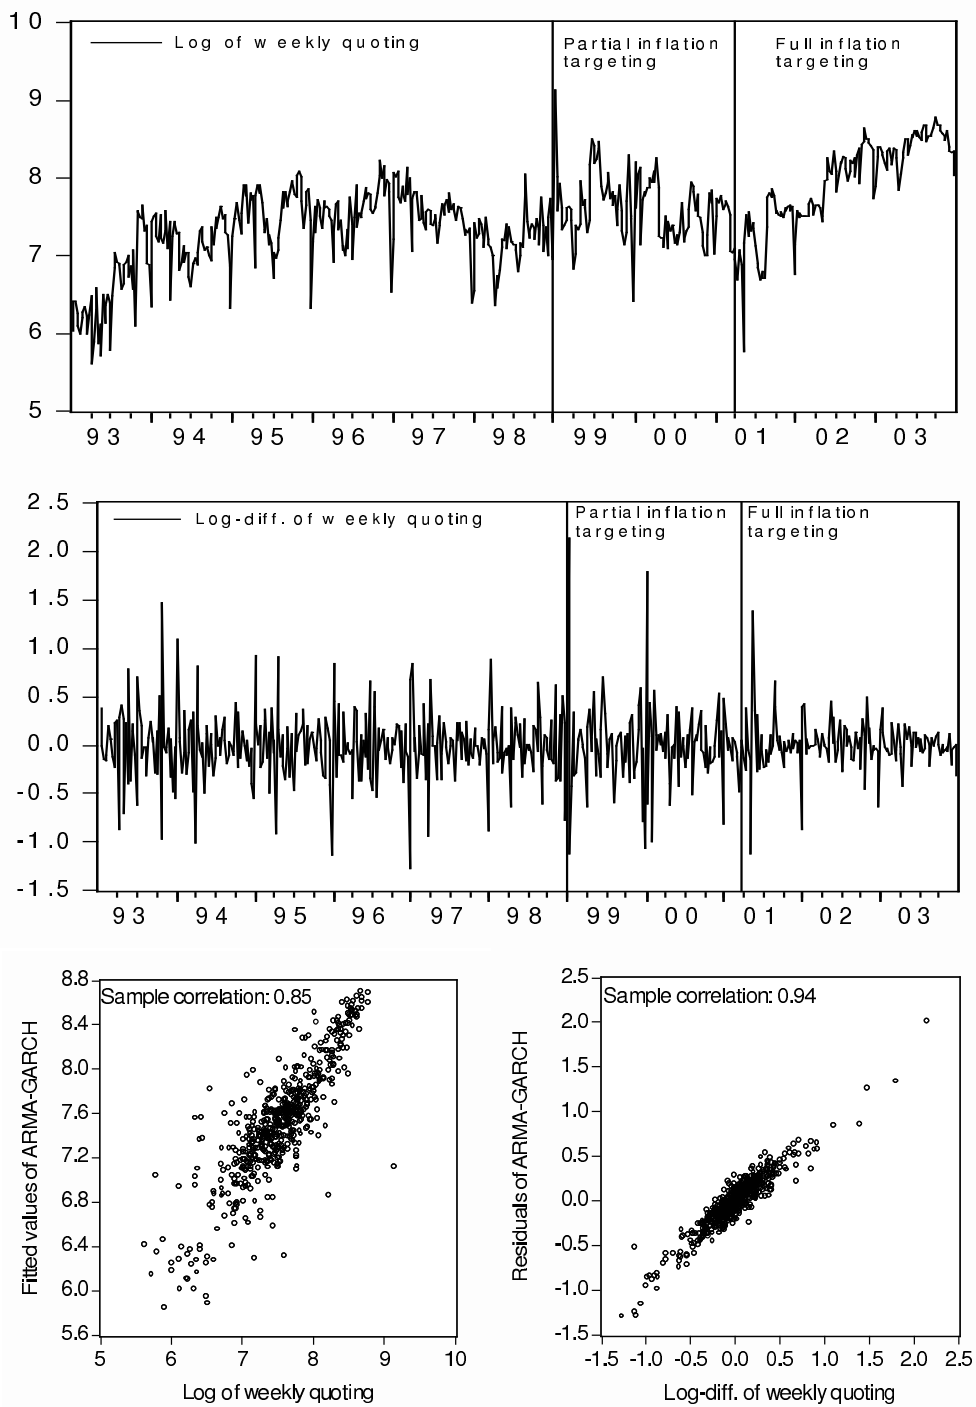 10
Log of weekly quoting
Partial inflation
targeting
Full inflation
targeting
9
8
7
6
5
93 94 95 96 97 98 99 00 01 02 03
2.5
Log-diff. of weekly quoting
Partial inflation
targeting
Full inflation
targeting
2.0
1.5
1.0
0.5
0.0
-0.5
-1.0
-1.5
93 94 95 96 97 98 99 00 01 02 03
Fitted values of ARMA-GARCH
8.8
Sample correlation: 0.85
8.4
8.0
7.6
7.2
6.8
6.4
6.0
5.6
5 6 7 8 9 10
Log of weekly quoting
Residuals of ARMA-GARCH
2.5
Sample correlation: 0.94
2.0
1.5
1.0
0.5
0.0
-0.5
-1.0
-1.5
-1.5 -1.0 -0.5 0.0 0.5 1.0 1.5 2.0 2.5
Log-diff. of weekly quoting